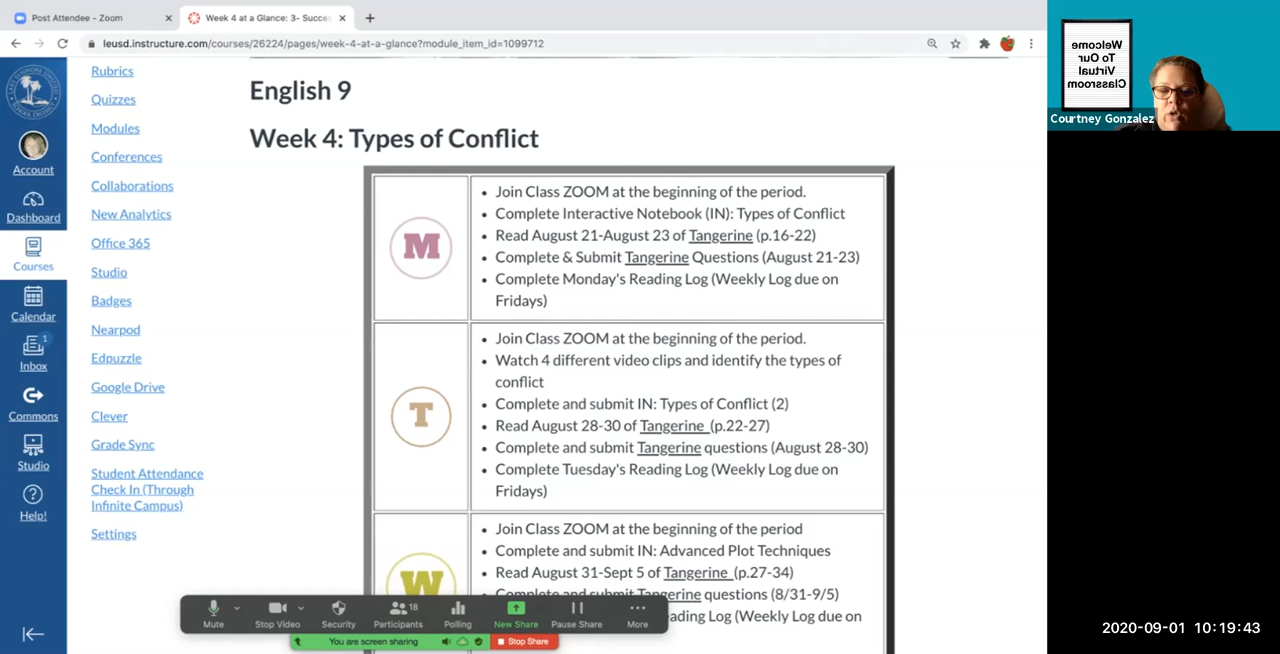 Post Attendee - Zoom
Week 4 at a Glance: 3- Succes
leusd.instructure.com/courses/26224/pages/week-4-at-a-glance?module_item_id=1099712
Welcome
To Our
Virtual
Classroom
Courtney Gonzalez
Account
Dashboard
Courses
Calendar
1
Inbox
Commons
Studio
Help!
Rubrics
Quizzes
Modules
Conferences
Collaborations
New Analytics
Office 365
Studio
Badges
Nearpod
Edpuzzle
Google Drive
Clever
Grade Sync
Student Attendance
Check In (Through
Infinite Campus)
Settings
English 9
Week 4: Types of Conflict
M
Join Class ZOOM at the beginning of the period.
Complete Interactive Notebook (IN): Types of Conflict
Read August 21-August 23 of Tangerine (p.16-22)
Complete & Submit Tangerine Questions (August 21-23)
Complete Monday's Reading Log (Weekly Log due on
Fridays)
T
Join Class ZOOM at the beginning of the period.
Watch 4 different video clips and identify the types of
conflict
Complete and submit IN: Types of Conflict (2)
Read August 28-30 of Tangerine (p.22-27)
Complete and submit Tangerine questions (August 28-30)
Complete Tuesday's Reading Log (Weekly Log due on
Fridays)
W
Join Class ZOOM at the beginning of the period
Complete and submit IN: Advanced Plot Techniques
Read August 31-Sept 5 of Tangerine (p.27-34)
Complete and submit Tangerine questions (8/31-9/5)
eading Log (Weekly Log due on
Mute
Stop Video
Security
18
Participants
Polling
New Share
Pause Share
More
You are screen sharing
Stop Share
2020-09-01 10:19:43